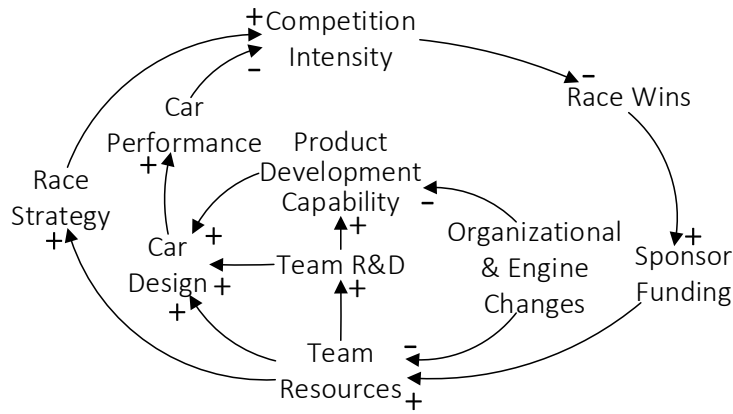 + Competition
Intensity
–
–
Race Wins
Car
Performance
+
Product
Development
Capability
–
Race
Strategy
+
+
Car
Design
+
+
+
Team R&D
+
Organizational
& Engine
Changes
+
Sponsor
Funding
–
Team
Resources
+